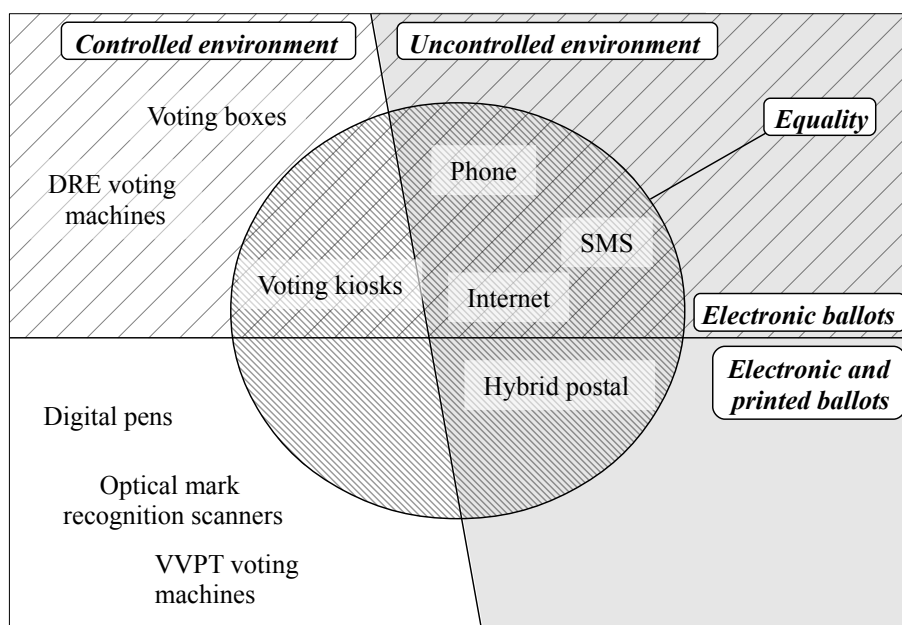 Controlled environment
Uncontrolled environment
Voting boxes
Equality
Phone
DRE voting
machines
SMS
Voting kiosks
Internet
Electronic ballots
Electronic and
printed ballots
Hybrid postal
Digital pens
Optical mark
recognition scanners
VVPT voting
machines